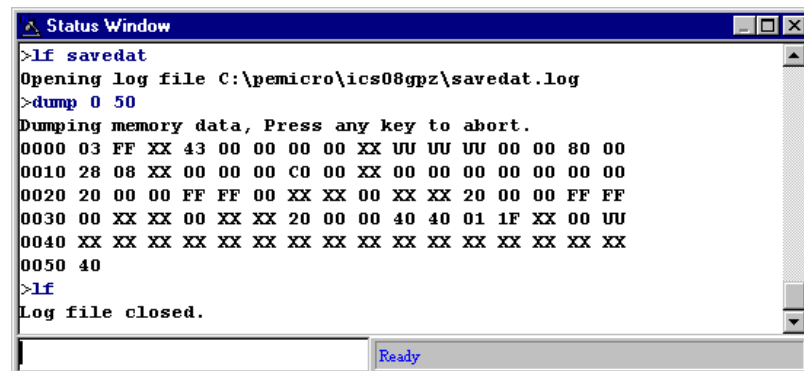 Status Window
>lf savedat
Opening log file C:\pemicro\ics08gpz\savedat.log
>dump 0 50
Dumping memory data, Press any key to abort.
0000 03 FF XX 43 00 00 00 00 XX UU UU UU 00 00 80 00
0010 28 08 XX 00 00 00 C0 00 XX 00 00 00 00 00 00 00
0020 20 00 00 FF FF 00 XX XX 00 XX XX 20 00 00 FF FF
0030 00 XX XX 00 XX XX 20 00 00 40 40 01 1F XX 00 UU
0040 XX XX XX XX XX XX XX XX XX XX XX XX XX XX XX XX
0050 40
>lf
Log file closed.
Ready